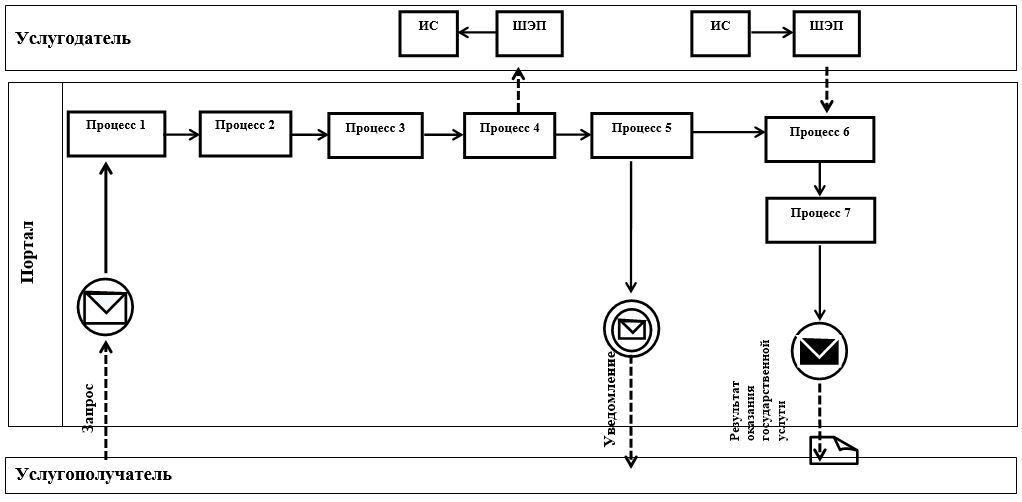 Услугодатель
ИС
ШЭП
ИС
ШЭП
Портал
Процесс 1
Процесс 2
Процесс 3
Процесс 4
Процесс 5
Процесс 6
Процесс 7
Запрос
Уведомление
Результат
оказания
государственной
услуги
Услугополучатель